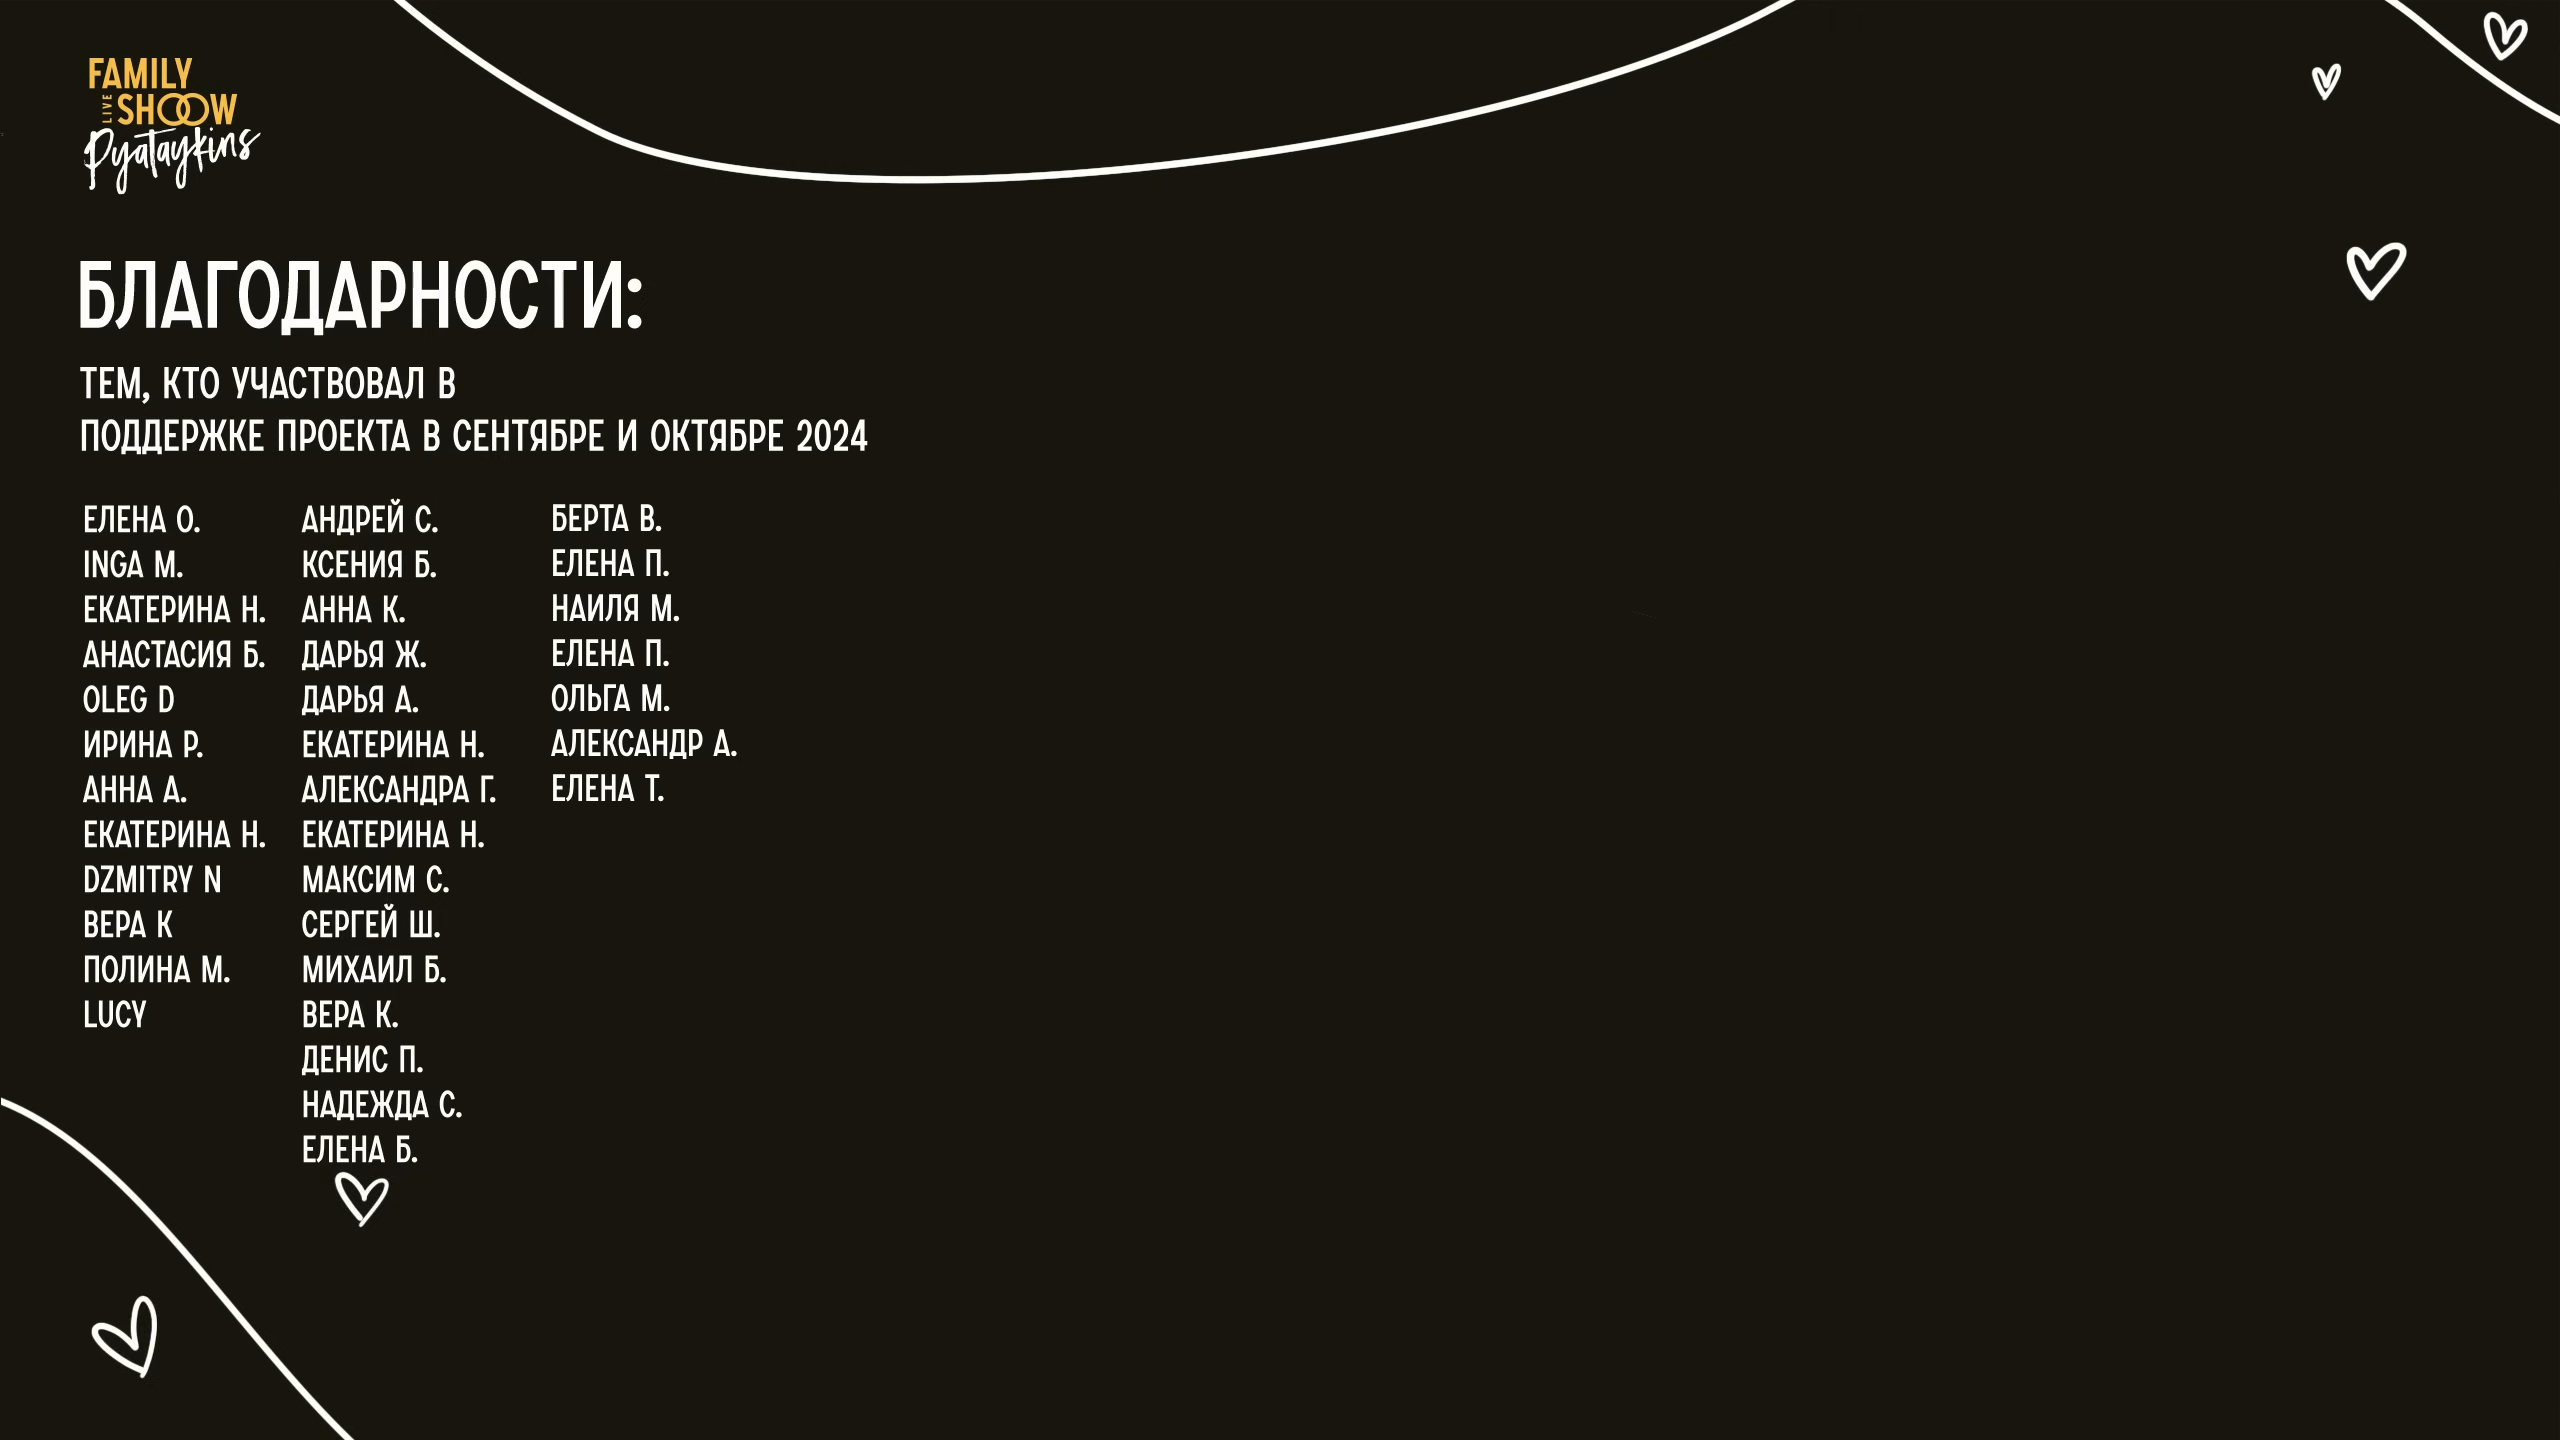 FAMILY
LIVE SHOOW
Pyataykins
БЛАГОДАРНОСТИ:
ТЕМ, КТО УЧАСТВОВАЛ В
ПОДДЕРЖКЕ ПРОЕКТА В СЕНТЯБРЕ И ОКТЯБРЕ 2024
ЕЛЕНА О.
INGA M.
ЕКАТЕРИНА Н.
АНАСТАСИЯ Б.
OLEG D
ИРИНА Р.
АННА А.
ЕКАТЕРИНА Н.
DZMITRY N
ВЕРА К
ПОЛИНА М.
LUCY
АНДРЕЙ С.
КСЕНИЯ Б.
АННА К.
ДАРЬЯ Ж.
ДАРЬЯ А.
ЕКАТЕРИНА Н.
АЛЕКСАНДРА Г.
ЕКАТЕРИНА Н.
МАКСИМ С.
СЕРГЕЙ Ш.
МИХАИЛ Б.
ВЕРА К.
ДЕНИС П.
НАДЕЖДА С.
ЕЛЕНА Б.
БЕРТА В.
ЕЛЕНА П.
НАИЛЯ М.
ЕЛЕНА П.
ОЛЬГА М.
АЛЕКСАНДР А.
ЕЛЕНА Т.